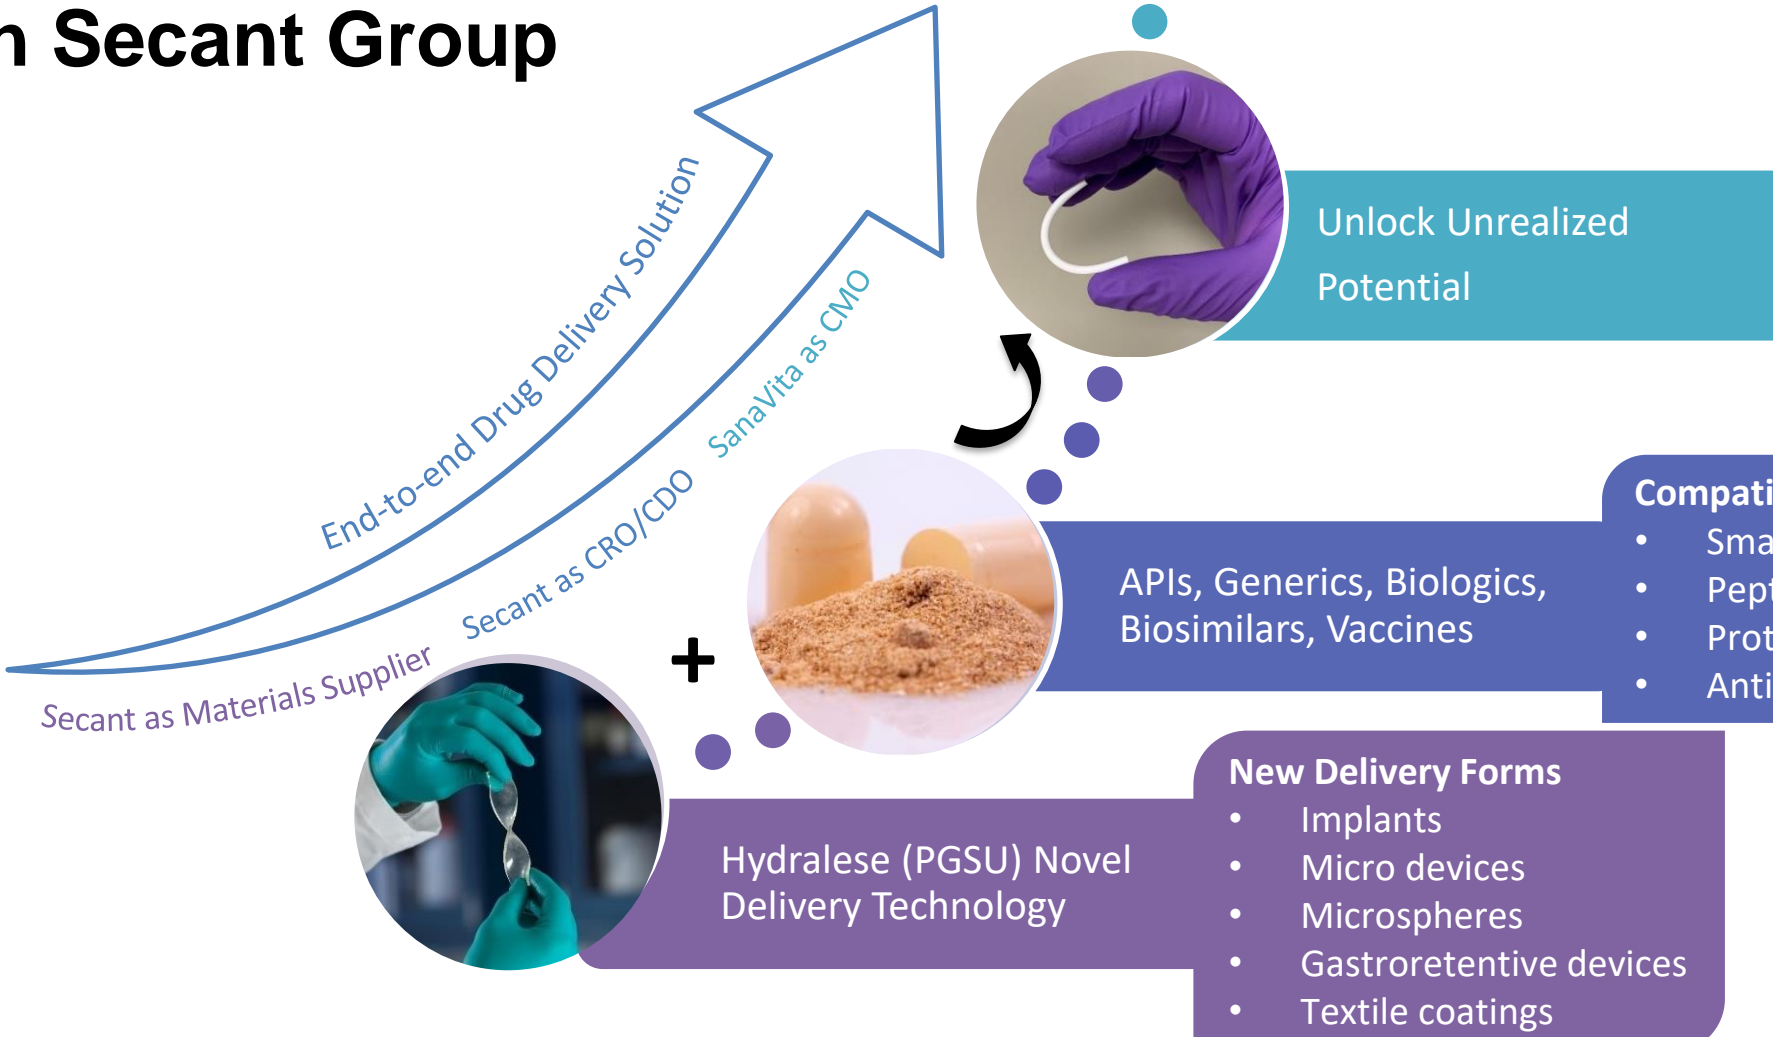 n Secant Group
End-to-end Drug Delivery Solution
Secant as Materials Supplier
Secant as CRO/CDO
SanaVita as CMO
Unlock Unrealized
Potential
APIs, Generics, Biologics,
Biosimilars, Vaccines
Compati
• Sma
• Pept
• Prot
• Anti
Hydralese (PGSU) Novel
Delivery Technology
New Delivery Forms
• Implants
• Micro devices
• Microspheres
• Gastroretentive devices
• Textile coatings
+